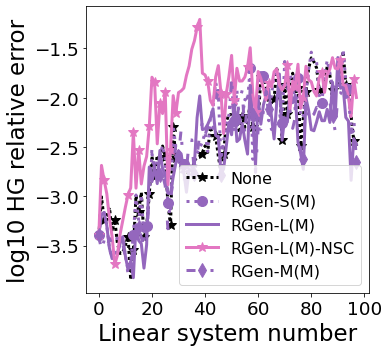 log10 HG relative error
−1.5
−2.0
−2.5
−3.0
−3.5
None
RGen-S(M)
RGen-L(M)
RGen-L(M)-NSC
RGen-M(M)
0 20 40 60 80 100
Linear system number